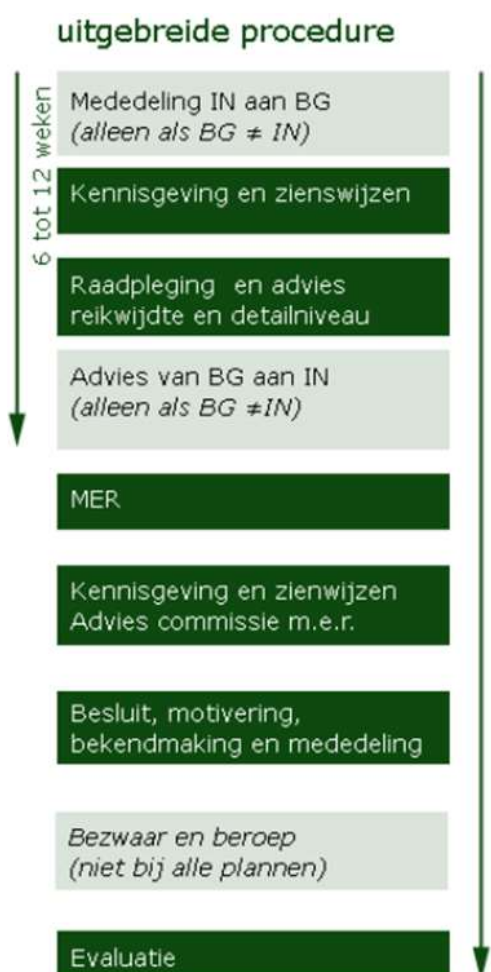 uitgebreide procedure
6 tot 12 weken
Mededeling IN aan BG
(alleen als BG ≠ IN)
Kennisgeving en zienswijzen
Raadpleging en advies
reikwijdte en detailniveau
Advies van BG aan IN
(alleen als BG ≠IN)
MER
Kennisgeving en zienwijzen
Advies commissie m.e.r.
Besluit, motivering,
bekendmaking en mededeling
Bezwaar en beroep
(niet bij alle plannen)
Evaluatie